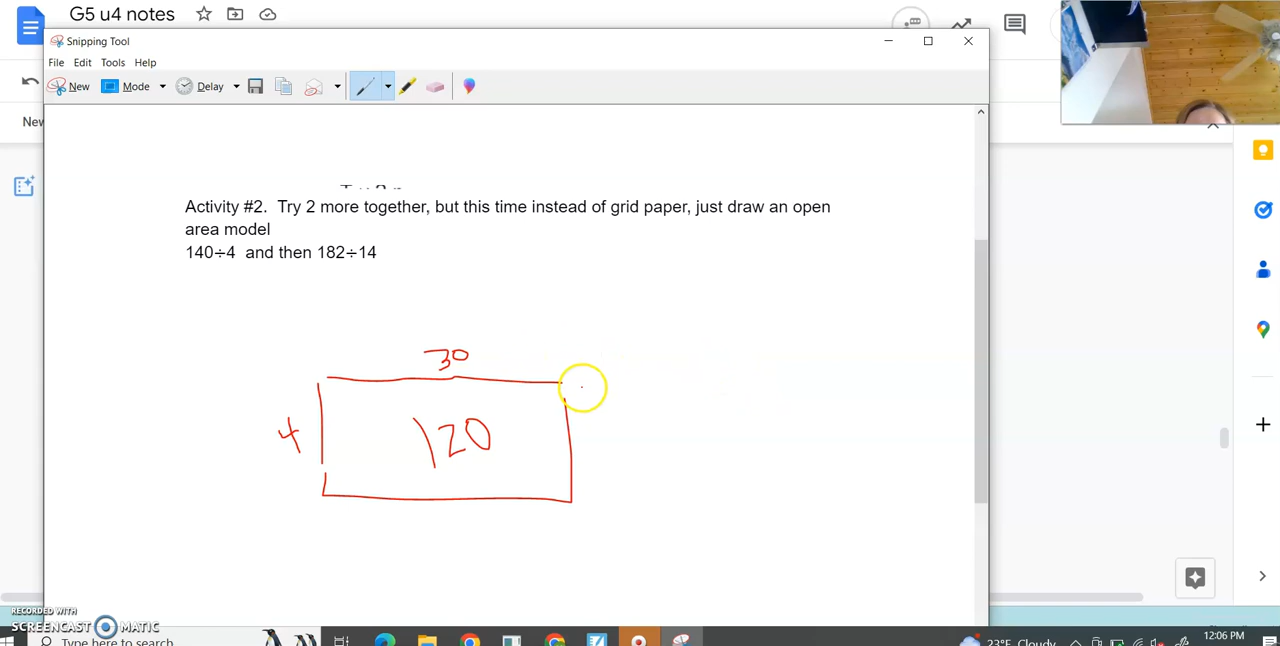 G5 u4 notes
Snipping Tool
File Edit Tools Help
New Mode Delay
New
Activity #2. Try 2 more together, but this time instead of grid paper, just draw an open
area model
140÷4 and then 182÷14
30
4
120
RECORDED WITH
SCREENCAST MATIC
Type here to search
23°F Cloudy
12:06 PM